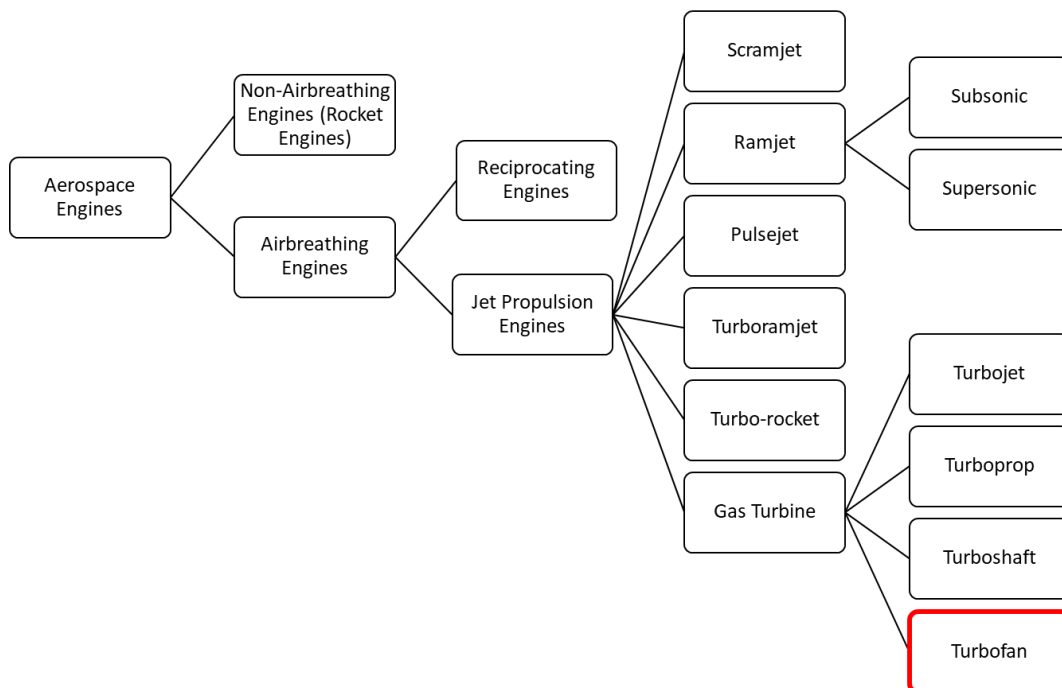 Aerospace
Engines
Non-Airbreathing
Engines (Rocket
Engines)
Airbreathing
Engines
Reciprocating
Engines
Jet Propulsion
Engines
Scramjet
Ramjet
Pulsejet
Turboramjet
Turbo-rocket
Gas Turbine
Subsonic
Supersonic
Turbojet
Turboprop
Turboshaft
Turbofan